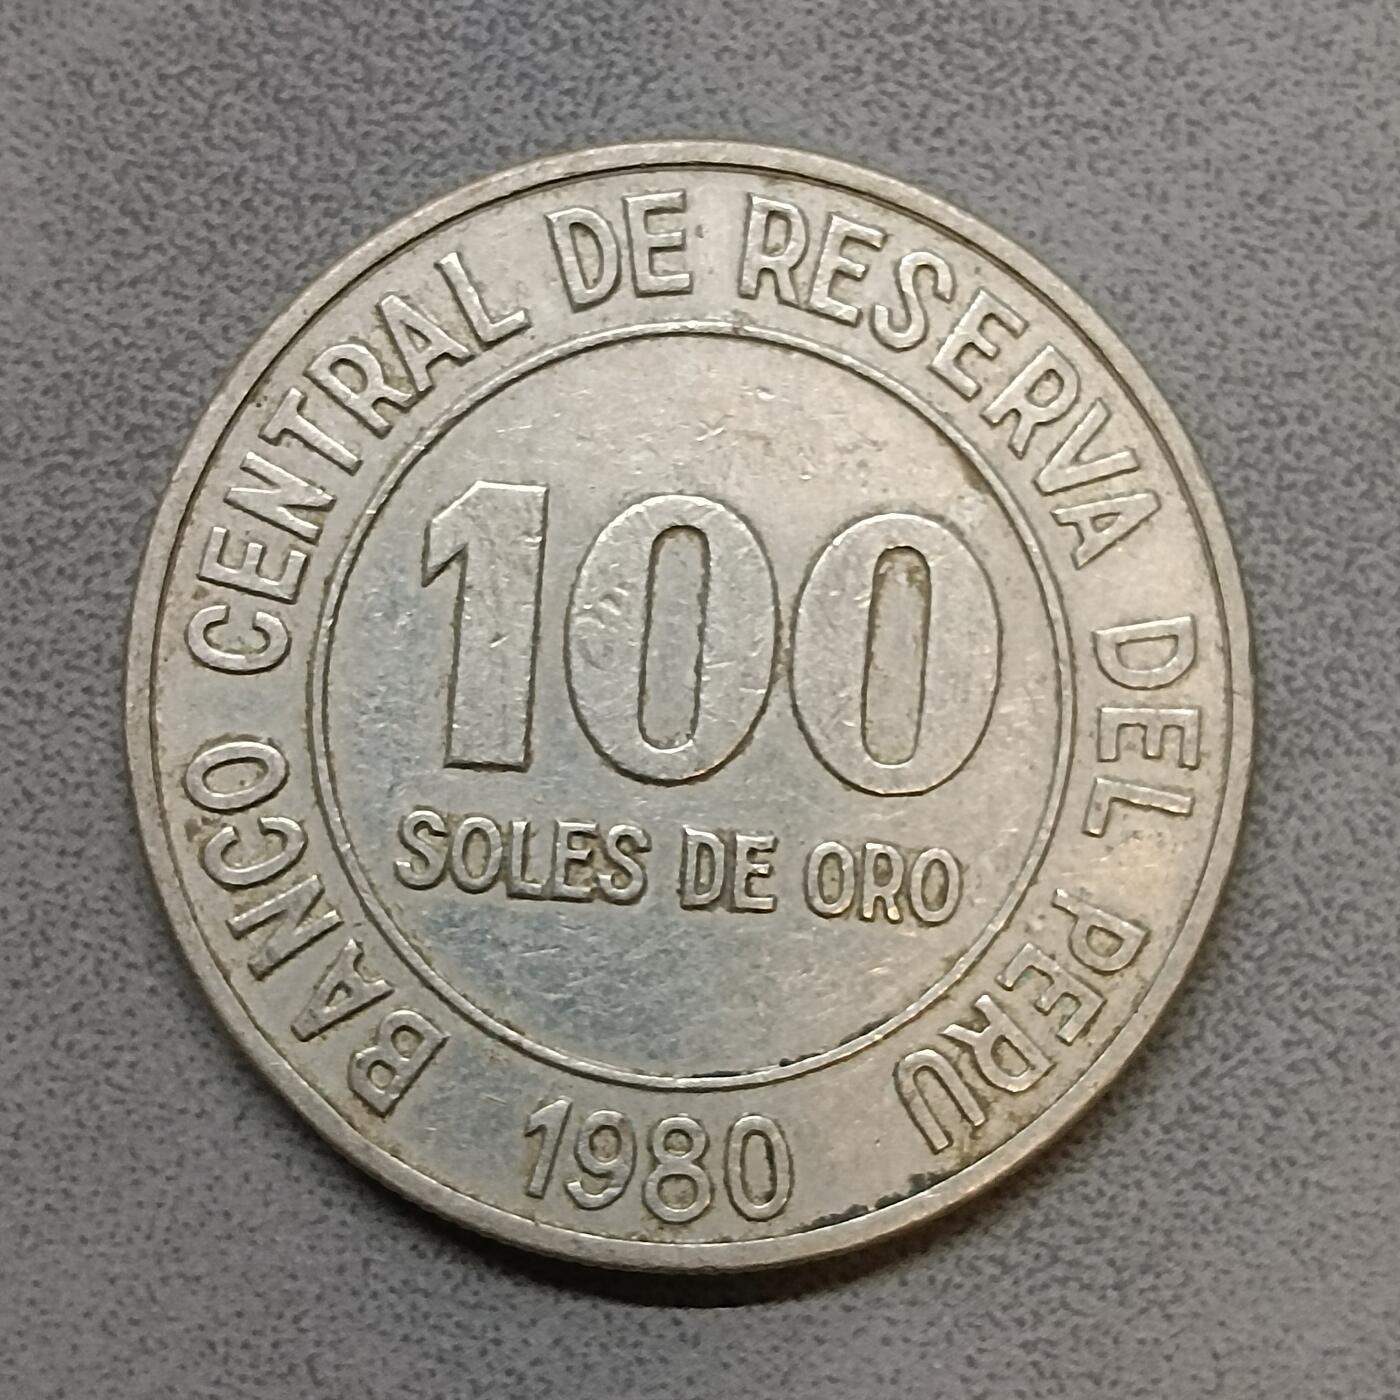 BANCO CENTRAL DE RESERVA DEL PERU
100
SOLES DE ORO
1980